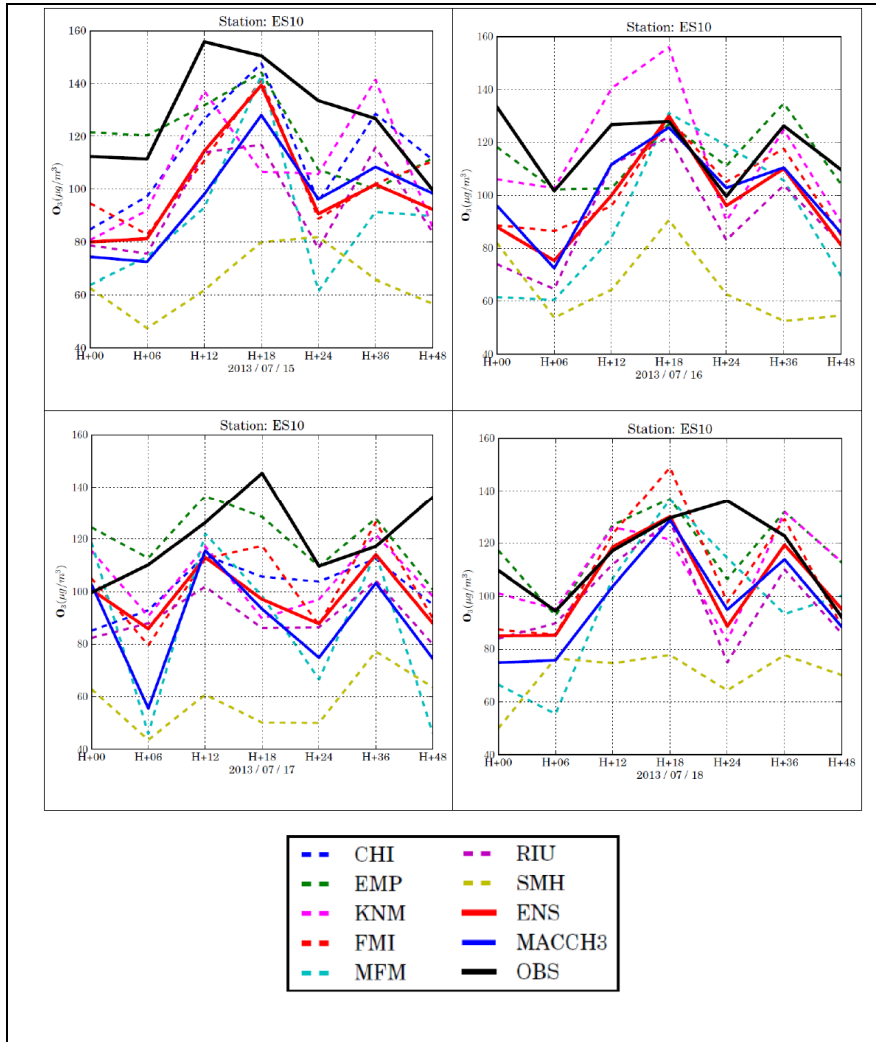 Station: ES10
160
140
120
100
80
60
40
O₃(μg/m³)
H+00 H+06 H+12 H+18 H+24 H+36 H+48
2013 / 07 / 15
Station: ES10
160
140
120
100
80
60
40
O₃(μg/m³)
H+00 H+06 H+12 H+18 H+24 H+36 H+48
2013 / 07 / 16
Station: ES10
160
140
120
100
80
60
40
O₃(μg/m³)
H+00 H+06 H+12 H+18 H+24 H+36 H+48
2013 / 07 / 17
Station: ES10
160
140
120
100
80
60
40
O₃(μg/m³)
H+00 H+06 H+12 H+18 H+24 H+36 H+48
2013 / 07 / 18
CHI RIU
EMP SMH
KNM ENS
FMI MACCH3
MFM OBS